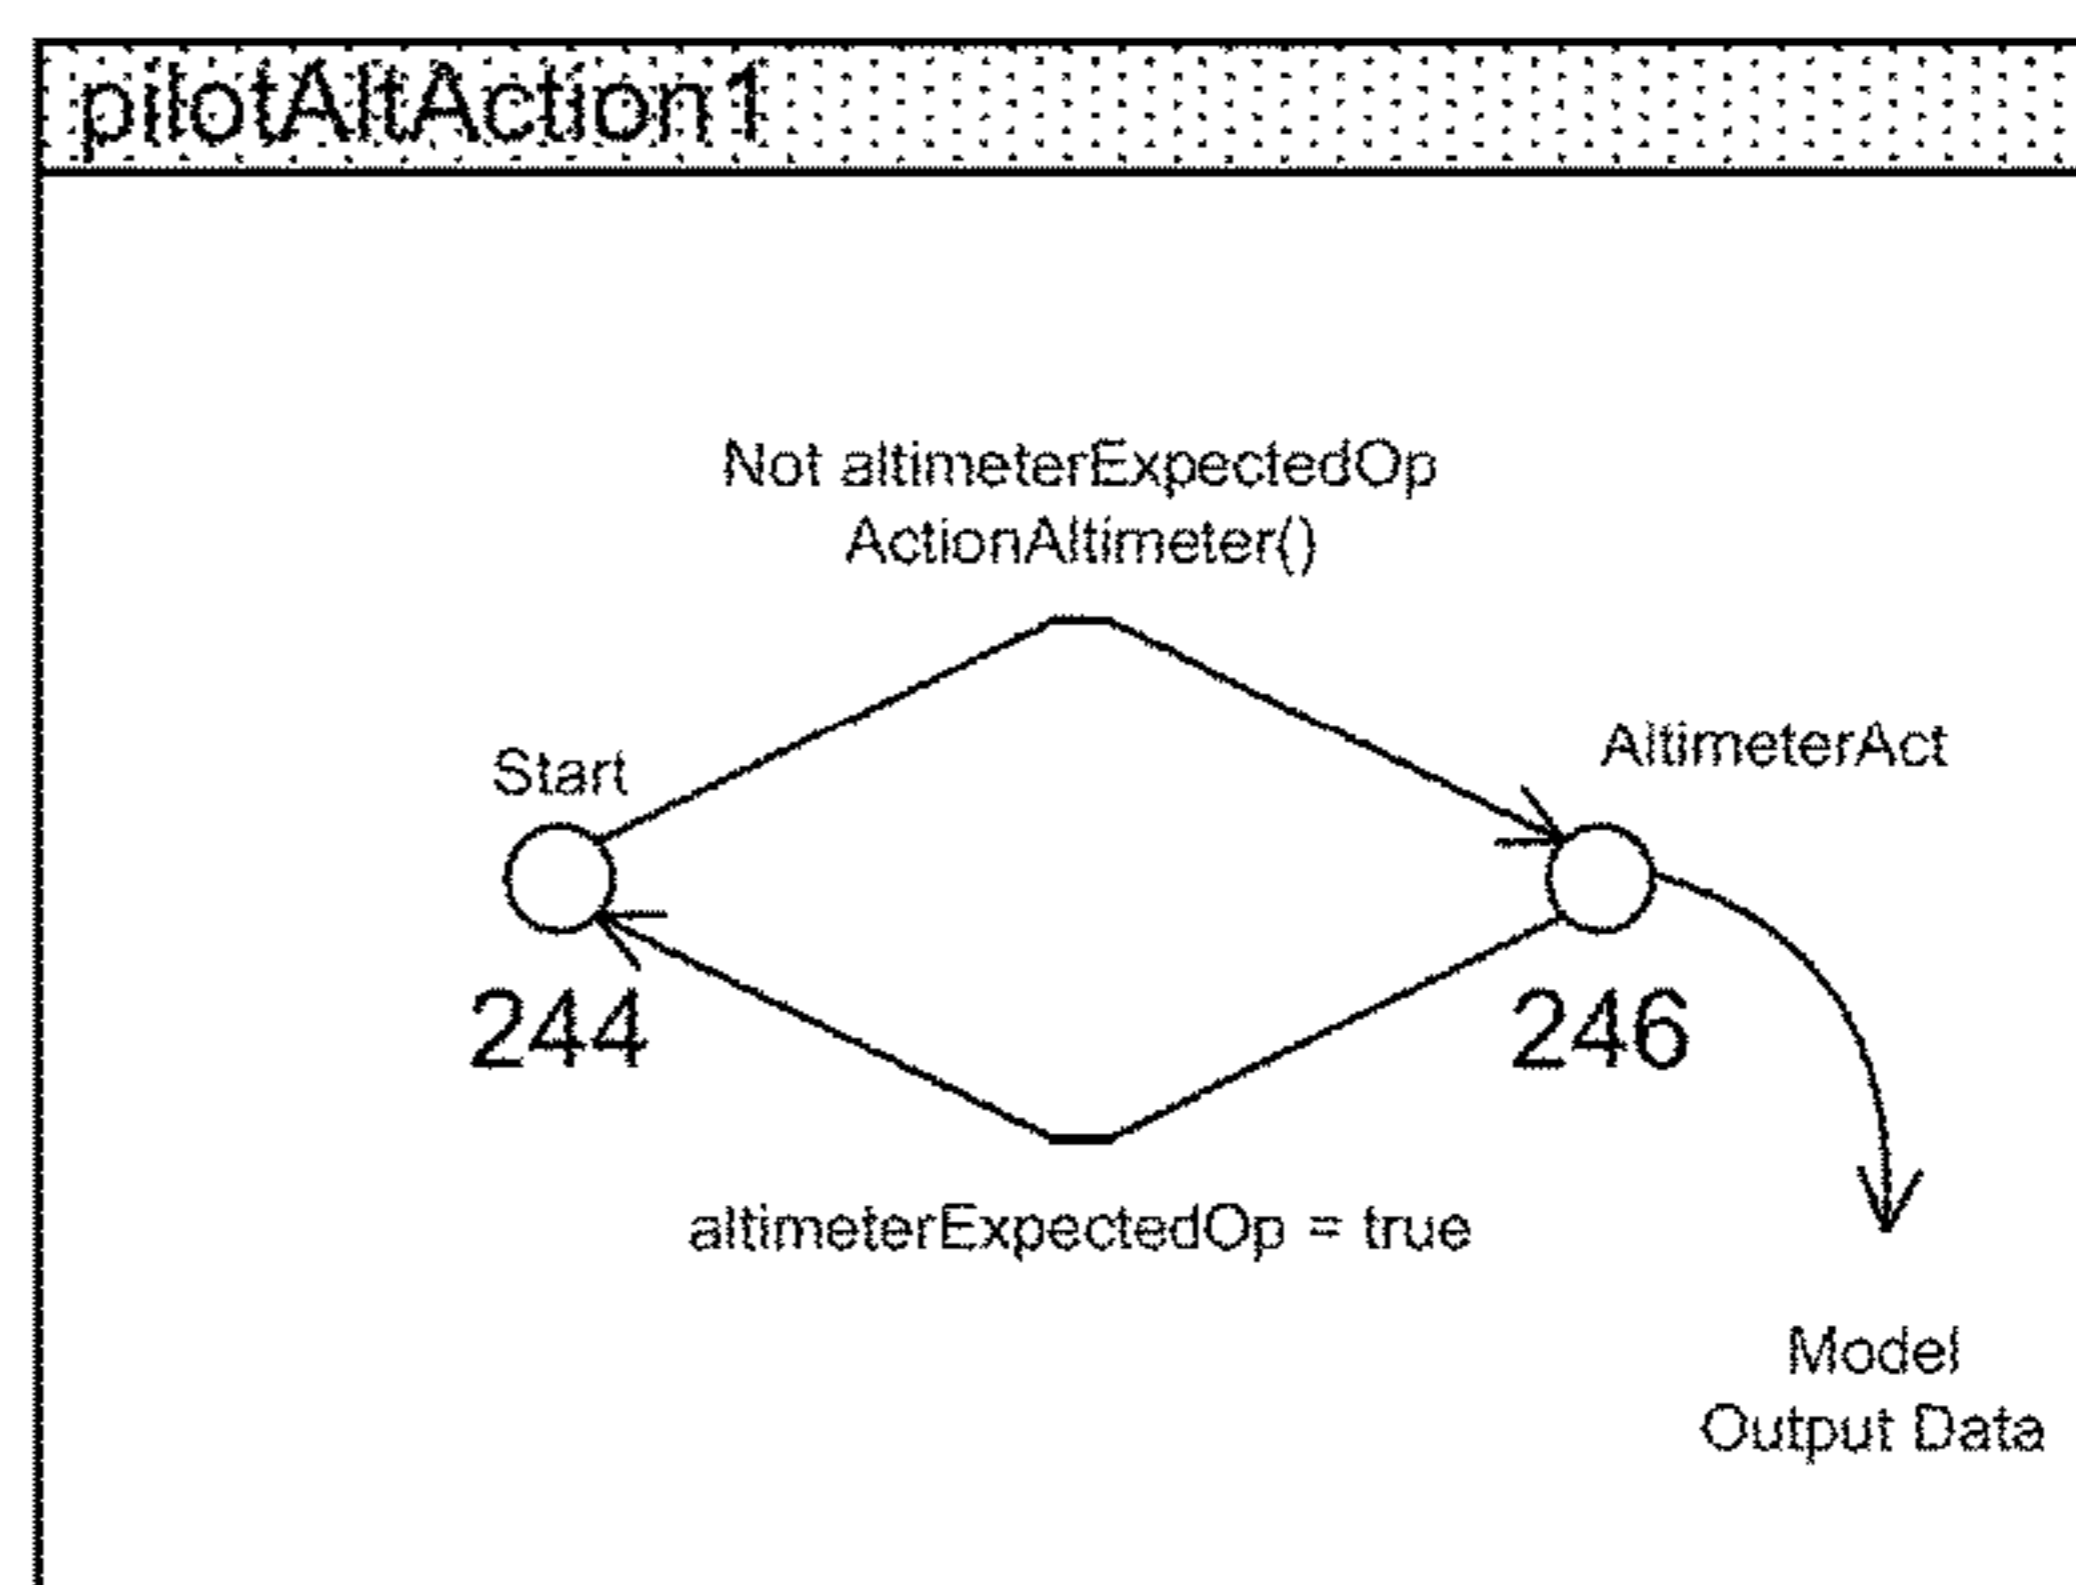 pilotAltAction1
Not altimeterExpectedOp
ActionAltimeter()
Start
AltimeterAct
244
246
altimeterExpectedOp = true
Model
Output Data